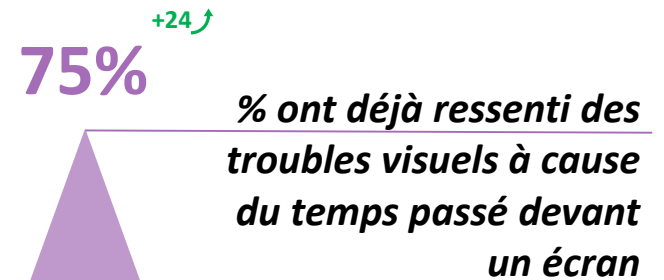 +24
75%
% ont déjà ressenti des
troubles visuels à cause
du temps passé devant
un écran